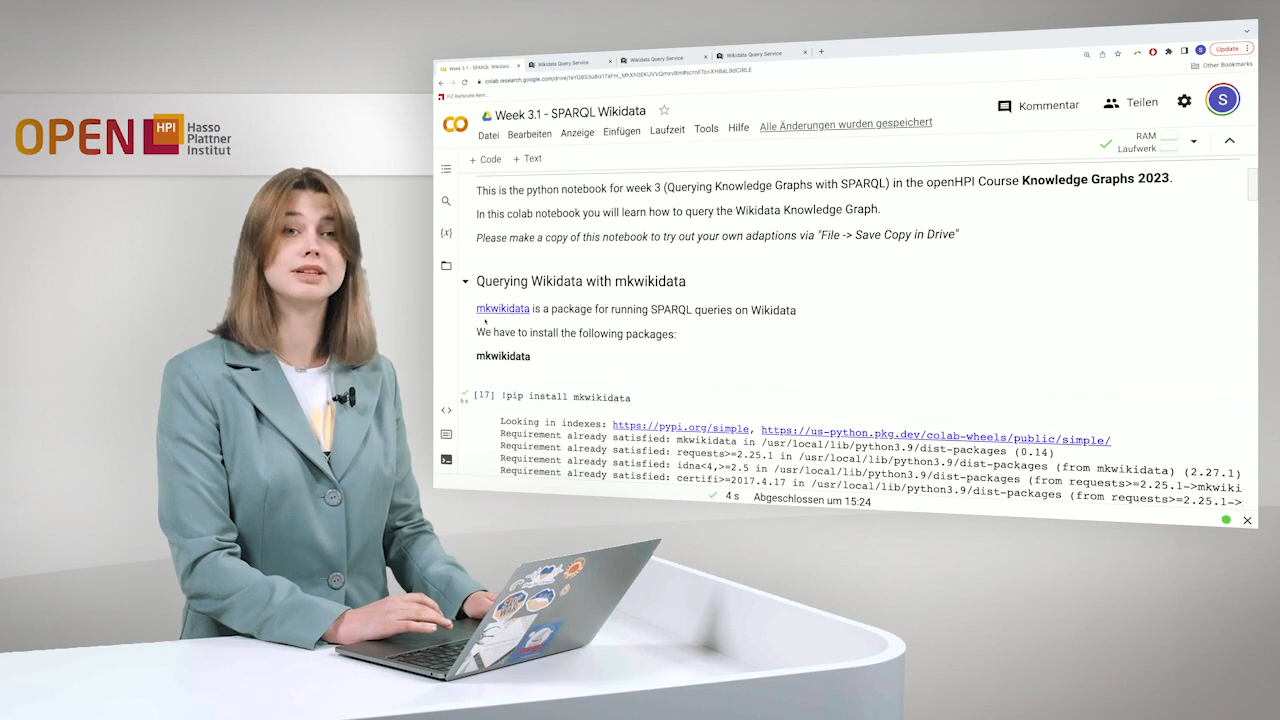 OPEN HPI Hasso
Plattner
Institut
Week 3.1 - SPARQL Wikidata
Wikidata Query Service
Wikidata Query Service
Wikidata Query Service
Update
Other Bookmarks
Week 3.1 - SPARQL Wikidata
Datei Bearbeiten Anzeige Einfügen Laufzeit Tools Hilfe Alle Änderungen wurden gespeichert
Kommentar Teilen S
+ Code + Text
RAM
Laufwerk
This is the python notebook for week 3 (Querying Knowledge Graphs with SPARQL) in the openHPI Course Knowledge Graphs 2023.
In this colab notebook you will learn how to query the Wikidata Knowledge Graph.
Please make a copy of this notebook to try out your own adaptions via "File -> Save Copy in Drive"
Querying Wikidata with mkwikidata
mkwikidata is a package for running SPARQL queries on Wikidata
We have to install the following packages:
mkwikidata
[17] !pip install mkwikidata
6s
Looking in indexes: https://pypi.org/simple, https://us-python.pkg.dev/colab-wheels/public/simple/
Requirement already satisfied: mkwikidata in /usr/local/lib/python3.9/dist-packages (0.14)
Requirement already satisfied: requests>=2.25.1 in /usr/local/lib/python3.9/dist-packages (from mkwikidata) (2.27.1)
Requirement already satisfied: idna<4,>=2.5 in /usr/local/lib/python3.9/dist-packages (from requests>=2.25.1->mkwiki
Requirement already satisfied: certifi>=2017.4.17 in /usr/local/lib/python3.9/dist-packages (from requests>=2.25.1->
4 s Abgeschlossen um 15:24